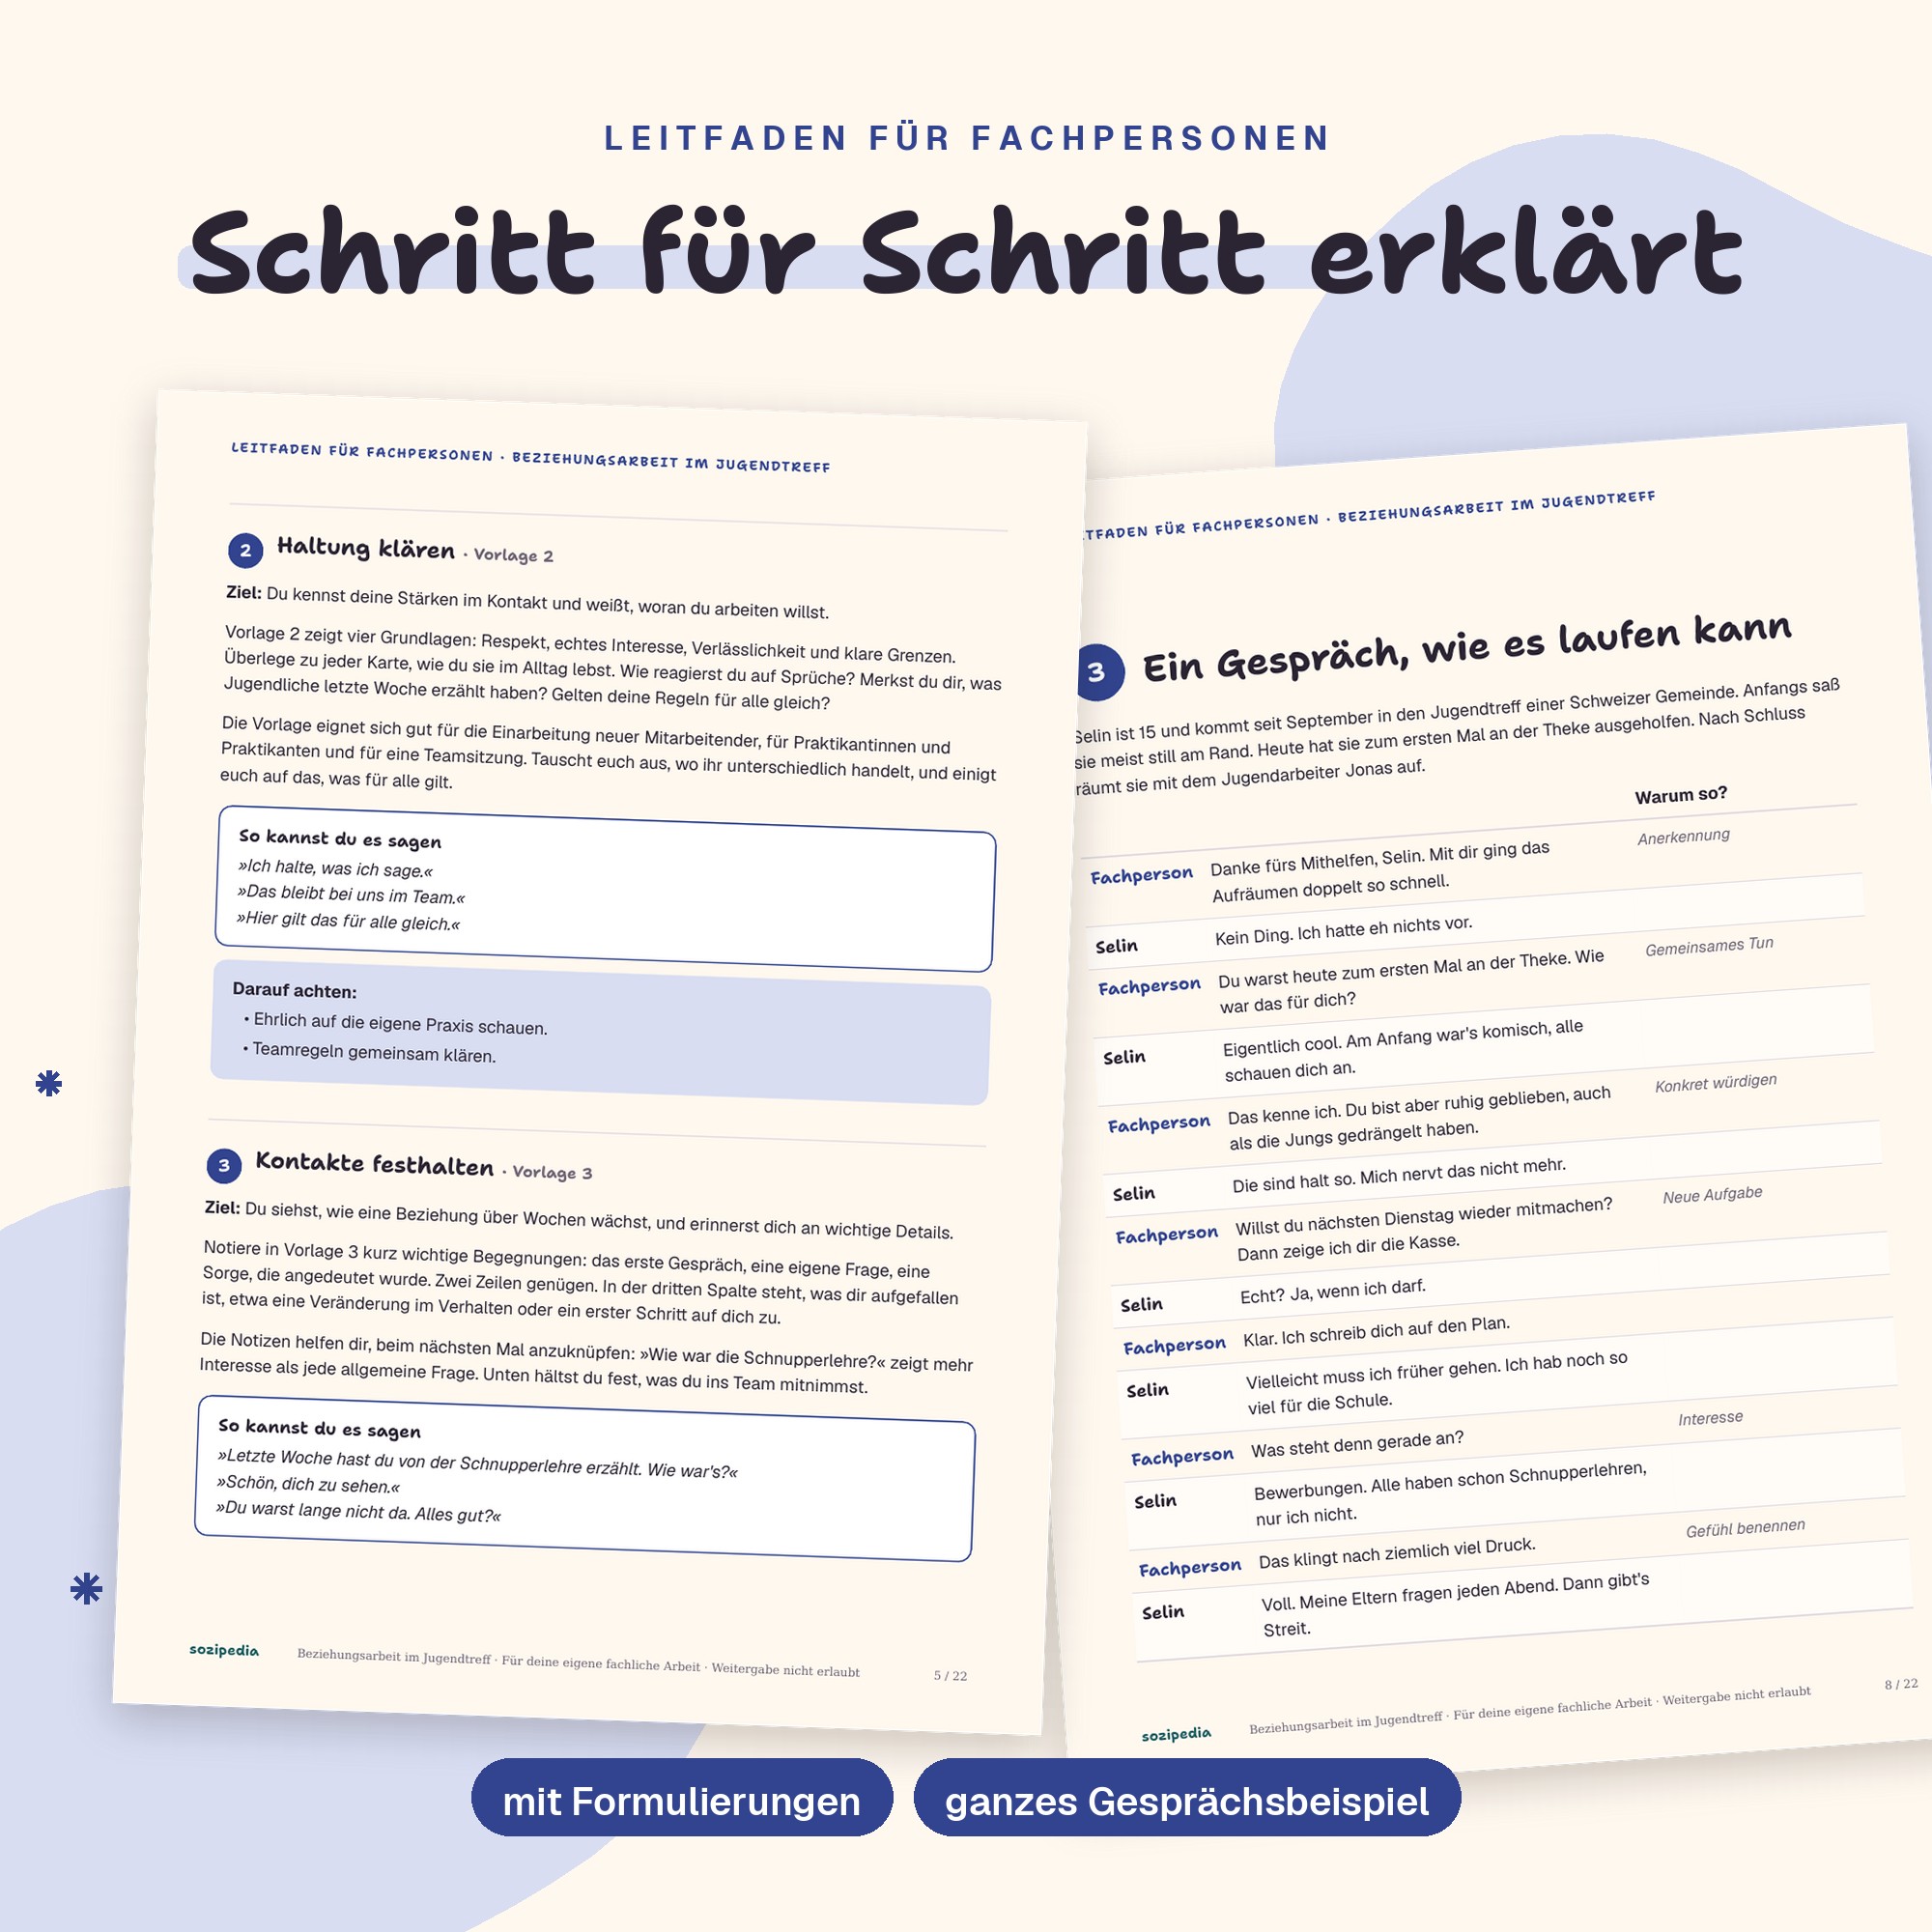 LEITFADEN FÜR FACHPERSONEN
Schritt für Schritt erklärt
LEITFADEN FÜR FACHPERSONEN · BEZIEHUNGSARBEIT IM JUGENDTREFF
2 Haltung klären · Vorlage 2
Ziel: Du kennst deine Stärken im Kontakt und weißt, woran du arbeiten willst.
Vorlage 2 zeigt vier Grundlagen: Respekt, echtes Interesse, Verlässlichkeit und klare Grenzen.
Überlege zu jeder Karte, wie du sie im Alltag lebst. Wie reagierst du auf Sprüche? Merkst du dir, was
Jugendliche letzte Woche erzählt haben? Gelten deine Regeln für alle gleich?
Die Vorlage eignet sich gut für die Einarbeitung neuer Mitarbeitender, für Praktikantinnen und
Praktikanten und für eine Teamsitzung. Tauscht euch aus, wo ihr unterschiedlich handelt, und einigt
euch auf das, was für alle gilt.
So kannst du es sagen
»Ich halte, was ich sage.«
»Das bleibt bei uns im Team.«
»Hier gilt das für alle gleich.«
Darauf achten:
• Ehrlich auf die eigene Praxis schauen.
• Teamregeln gemeinsam klären.
3 Kontakte festhalten · Vorlage 3
Ziel: Du siehst, wie eine Beziehung über Wochen wächst, und erinnerst dich an wichtige Details.
Notiere in Vorlage 3 kurz wichtige Begegnungen: das erste Gespräch, eine eigene Frage, eine
Sorge, die angedeutet wurde. Zwei Zeilen genügen. In der dritten Spalte steht, was dir aufgefallen
ist, etwa eine Veränderung im Verhalten oder ein erster Schritt auf dich zu.
Die Notizen helfen dir, beim nächsten Mal anzuknüpfen: »Wie war die Schnupperlehre?« zeigt mehr
Interesse als jede allgemeine Frage. Unten hältst du fest, was du ins Team mitnimmst.
So kannst du es sagen
»Letzte Woche hast du von der Schnupperlehre erzählt. Wie war's?«
»Schön, dich zu sehen.«
»Du warst lange nicht da. Alles gut?«
sozipedia Beziehungsarbeit im Jugendtreff · Für deine eigene fachliche Arbeit · Weitergabe nicht erlaubt 5 / 22
TFADEN FÜR FACHPERSONEN · BEZIEHUNGSARBEIT IM JUGENDTREFF
3 Ein Gespräch, wie es laufen kann
Selin ist 15 und kommt seit September in den Jugendtreff einer Schweizer Gemeinde. Anfangs saß
sie meist still am Rand. Heute hat sie zum ersten Mal an der Theke ausgeholfen. Nach Schluss
räumt sie mit dem Jugendarbeiter Jonas auf.
Warum so?
Fachperson Danke fürs Mithelfen, Selin. Mit dir ging das Anerkennung
Aufräumen doppelt so schnell.
Selin Kein Ding. Ich hatte eh nichts vor.
Fachperson Du warst heute zum ersten Mal an der Theke. Wie Gemeinsames Tun
war das für dich?
Selin Eigentlich cool. Am Anfang war's komisch, alle
schauen dich an.
Fachperson Das kenne ich. Du bist aber ruhig geblieben, auch Konkret würdigen
als die Jungs gedrängelt haben.
Selin Die sind halt so. Mich nervt das nicht mehr.
Fachperson Willst du nächsten Dienstag wieder mitmachen? Neue Aufgabe
Dann zeige ich dir die Kasse.
Selin Echt? Ja, wenn ich darf.
Fachperson Klar. Ich schreib dich auf den Plan.
Selin Vielleicht muss ich früher gehen. Ich hab noch so
viel für die Schule.
Fachperson Was steht denn gerade an? Interesse
Selin Bewerbungen. Alle haben schon Schnupperlehren,
nur ich nicht.
Fachperson Das klingt nach ziemlich viel Druck. Gefühl benennen
Selin Voll. Meine Eltern fragen jeden Abend. Dann gibt's
Streit.
sozipedia Beziehungsarbeit im Jugendtreff · Für deine eigene fachliche Arbeit · Weitergabe nicht erlaubt 8 / 22
mit Formulierungen
ganzes Gesprächsbeispiel